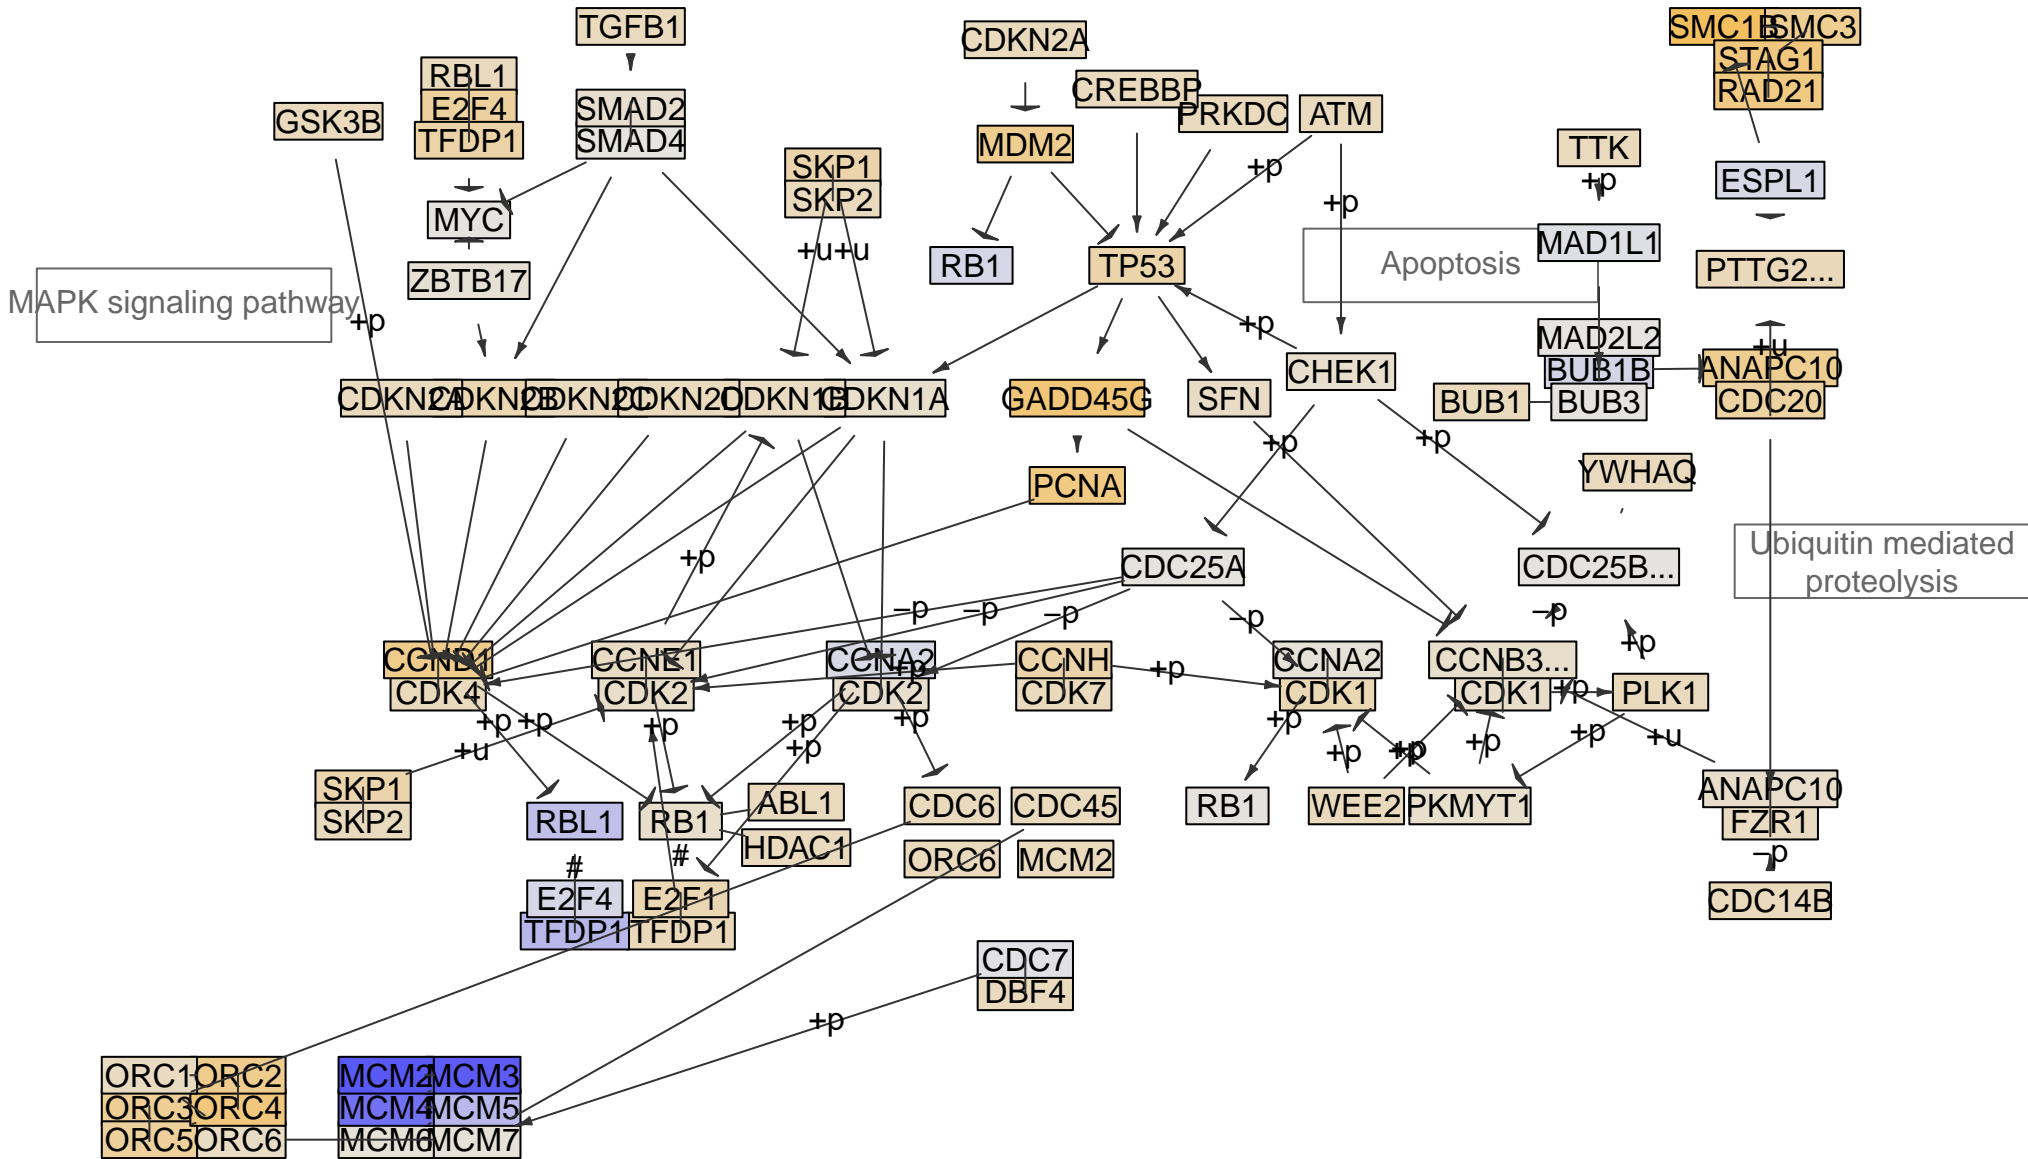 TGFB1
CDKN2A
SMC1B
SMC3
STAG1
RBL1
CREBBP
RAD21
E2F4
SMAD2
PRKDC
ATM
GSK3B
TFDP1
SMAD4
MDM2
TTK
SKP1
+p
+p
ESPL1
SKP2
+p
MYC
MAD1L1
+u
+u
RB1
TP53
Apoptosis
PTTG2...
ZBTB17
MAPK signaling pathway
+p
+p
MAD2L2
+u
BUB1B
ANAPC10
CHEK1
CDKN2A
CDKN2B
CDKN2C
CDKN2D
CDKN1B
CDKN1A
GADD45G
SFN
BUB1
BUB3
CDC20
+p
+p
YWHAQ
PCNA
Ubiquitin mediated
proteolysis
+p
CDC25A
CDC25B...
−p
−p
−p
−p
−p
+p
CCND1
CCNE1
CCNA2
CCNH
CCNA2
CCNB3...
+p
+p
CDK4
CDK2
CDK2
CDK7
CDK1
CDK1
+p
PLK1
+p
+p
+p
+p
+p
+p
+p
+u
+p
+p
+p
+p
+p
+p
+u
SKP1
ANAPC10
SKP2
RBL1
RB1
ABL1
CDC6
CDC45
RB1
WEE2
PKMYT1
FZR1
HDAC1
−p
#
#
ORC6
MCM2
E2F4
E2F1
CDC14B
TFDP1
TFDP1
CDC7
DBF4
+p
ORC1
ORC2
MCM2
MCM3
ORC3
ORC4
MCM4
MCM5
ORC5
ORC6
MCM6
MCM7